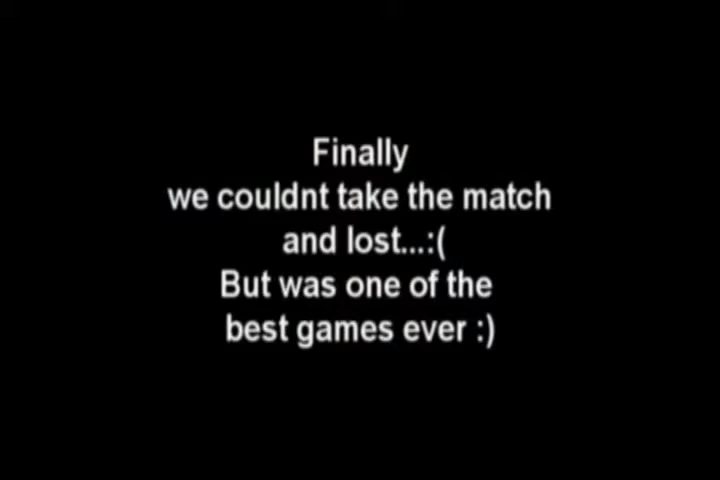 Finally
we couldnt take the match
and lost...:(
But was one of the
best games ever :)